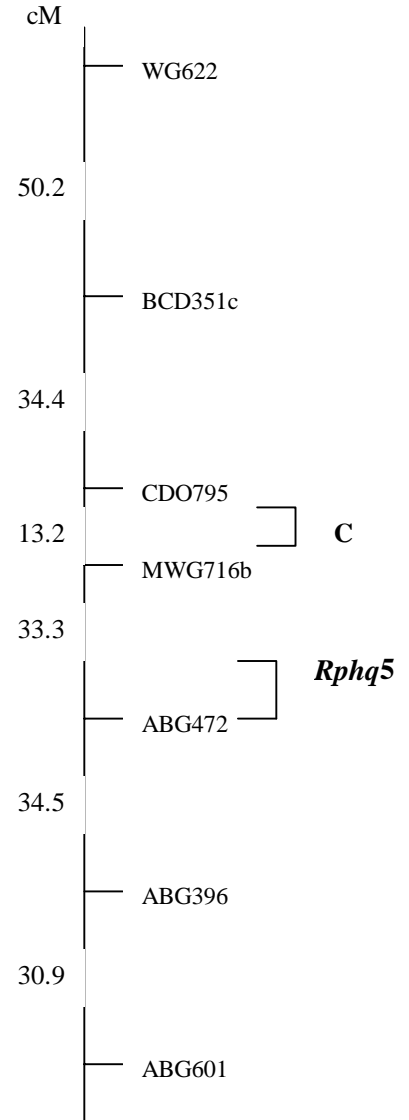 cM
WG622
50.2
BCD351c
34.4
CDO795
13.2
C
MWG716b
33.3
Rphq5
ABG472
34.5
ABG396
30.9
ABG601